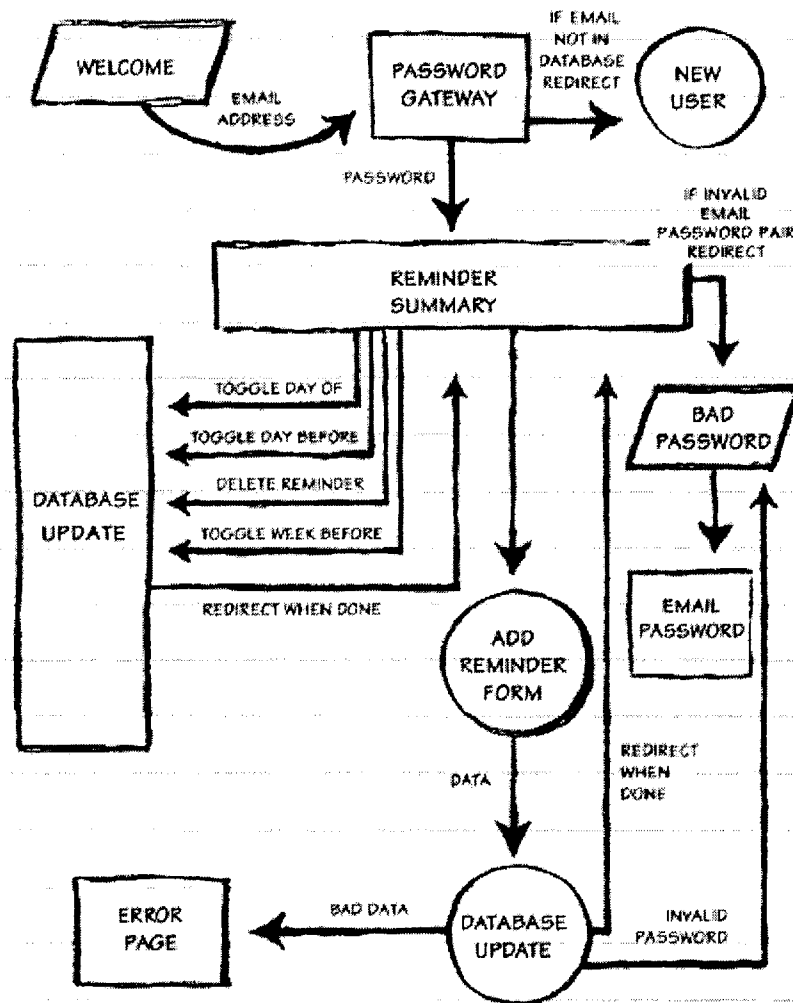 WELCOME
EMAIL
ADDRESS
PASSWORD
GATEWAY
IF EMAIL
NOT IN
DATABASE
REDIRECT
NEW
USER
PASSWORD
IF INVALID
EMAIL
PASSWORD PAIR
REDIRECT
REMINDER
SUMMARY
TOGGLE DAY OF
TOGGLE DAY BEFORE
DELETE REMINDER
TOGGLE WEEK BEFORE
REDIRECT WHEN DONE
DATABASE
UPDATE
BAD
PASSWORD
EMAIL
PASSWORD
ADD
REMINDER
FORM
REDIRECT
WHEN
DONE
DATA
BAD DATA
ERROR
PAGE
DATABASE
UPDATE
INVALID
PASSWORD